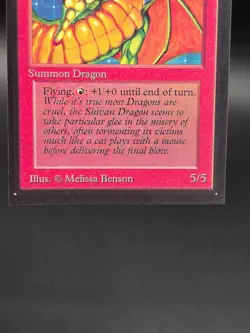 Summon Dragon
Flying, : +1/+0 until end of turn.
While it's true most Dragons are
cruel, the Shivan Dragon seems to
take particular glee in the misery of
others, often tormenting its victims
much like a cat plays with a mouse
before delivering the final blow.
Illus. © Melissa Benson 5/5